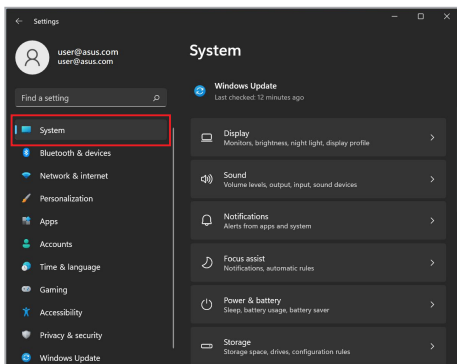 Settings
user@asus.com
user@asus.com
Find a setting
System
Bluetooth & devices
Network & internet
Personalization
Apps
Accounts
Time & language
Gaming
Accessibility
Privacy & security
Windows Update
System
Windows Update
Last checked: 12 minutes ago
Display
Monitors, brightness, night light, display profile
Sound
Volume levels, output, input, sound devices
Notifications
Alerts from apps and system
Focus assist
Notifications, automatic rules
Power & battery
Sleep, battery usage, battery saver
Storage
Storage space, drives, configuration rules